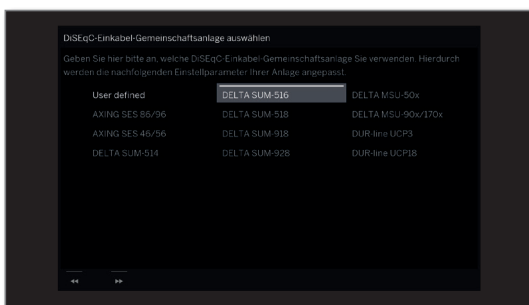 DiSEqC-Einkabel-Gemeinschaftsanlage auswählen
Geben Sie hier bitte an, welche DiSEqC-Einkabel-Gemeinschaftsanlage Sie verwenden. Hierdurch
werden die nachfolgenden Einstellparameter Ihrer Anlage angepasst.
User defined DELTA SUM-516 DELTA MSU-50x
AXING SES 86/96 DELTA SUM-518 DELTA MSU-90x/170x
AXING SES 46/56 DELTA SUM-918 DUR-line UCP3
DELTA SUM-514 DELTA SUM-928 DUR-line UCP18